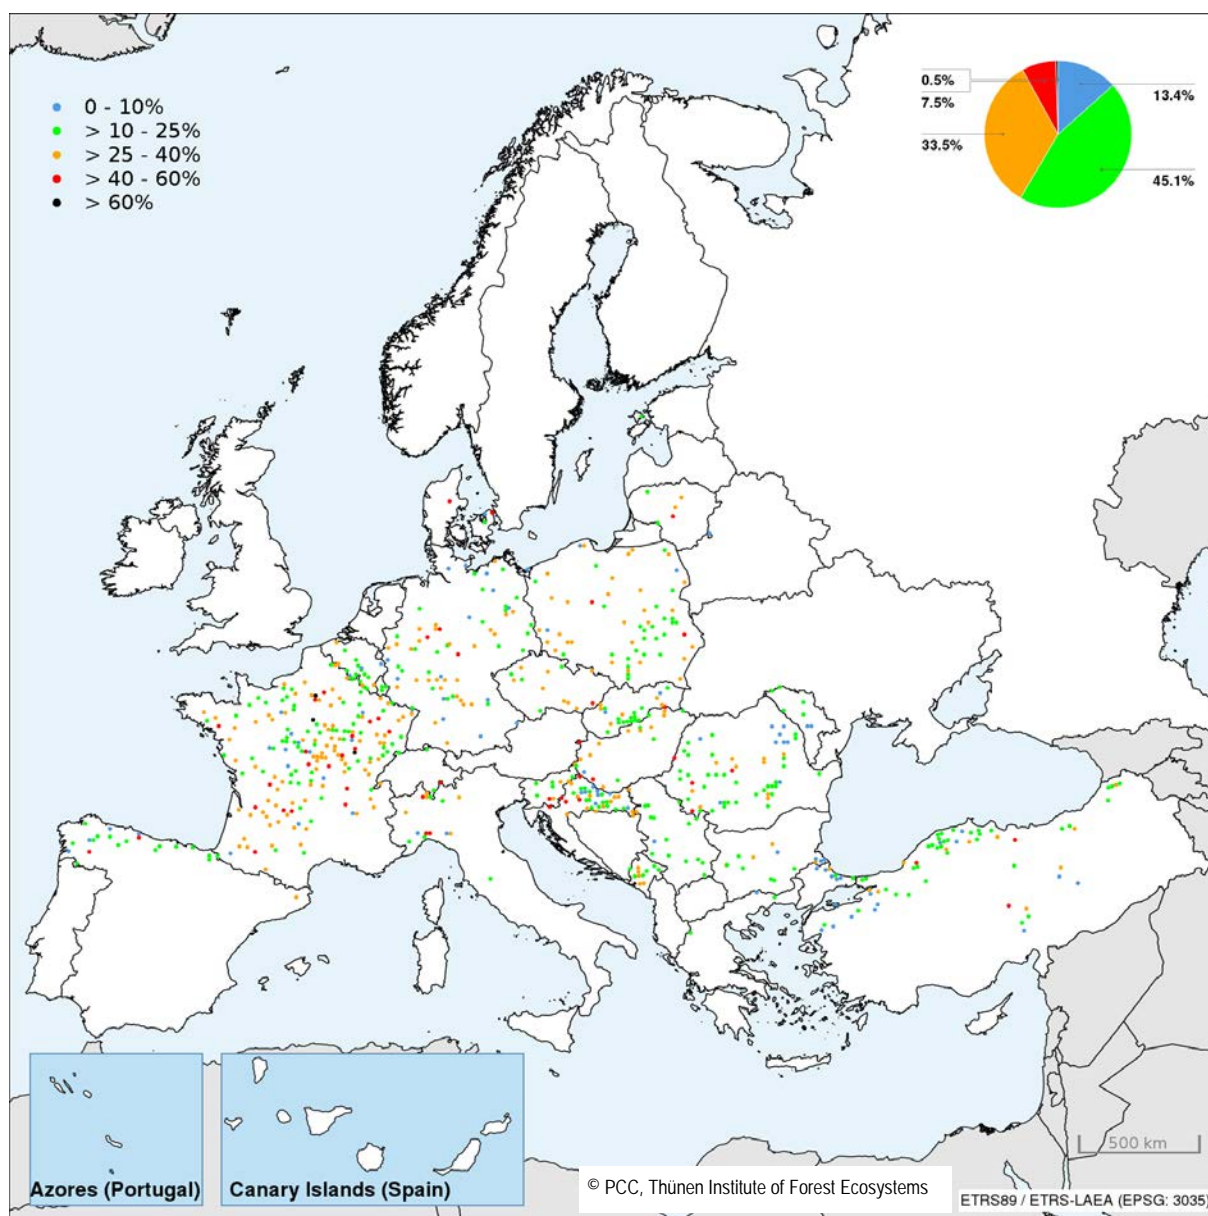 0 - 10%
> 10 - 25%
> 25 - 40%
> 40 - 60%
> 60%
0.5%
7.5%
33.5%
13.4%
45.1%
500 km
Azores (Portugal)
Canary Islands (Spain)
© PCC, Thünen Institute of Forest Ecosystems
ETRS89 / ETRS-LAEA (EPSG: 3035)